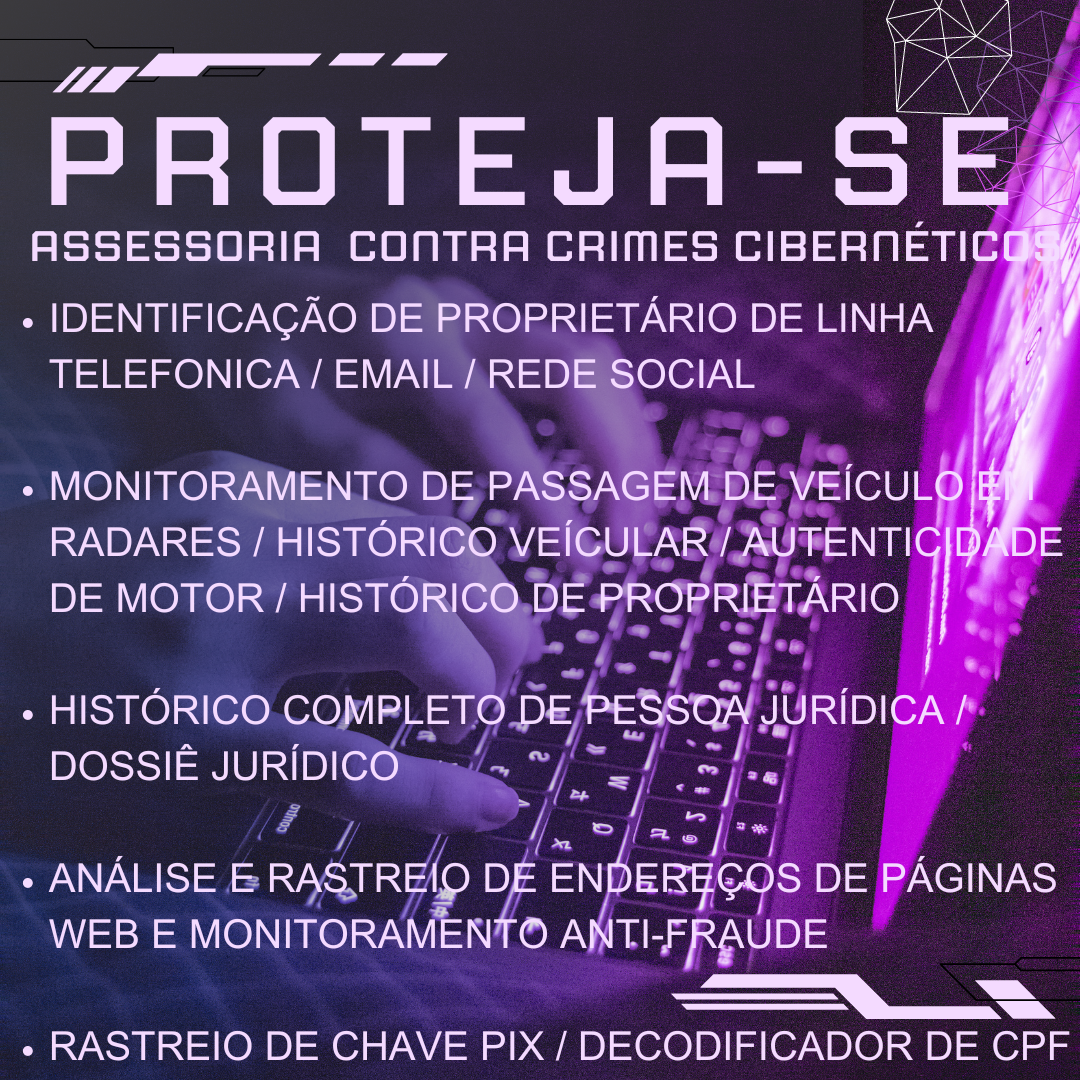 PROTEJA-SE
ASSESSORIA CONTRA CRIMES CIBERNÉTICOS
• IDENTIFICAÇÃO DE PROPRIETÁRIO DE LINHA
TELEFONICA / EMAIL / REDE SOCIAL
• MONITORAMENTO DE PASSAGEM DE VEÍCULO EM
RADARES / HISTÓRICO VEÍCULAR / AUTENTICIDADE
DE MOTOR / HISTÓRICO DE PROPRIETÁRIO
• HISTÓRICO COMPLETO DE PESSOA JURÍDICA /
DOSSIÊ JURÍDICO
• ANÁLISE E RASTREIO DE ENDEREÇOS DE PÁGINAS
WEB E MONITORAMENTO ANTI-FRAUDE
• RASTREIO DE CHAVE PIX / DECODIFICADOR DE CPF